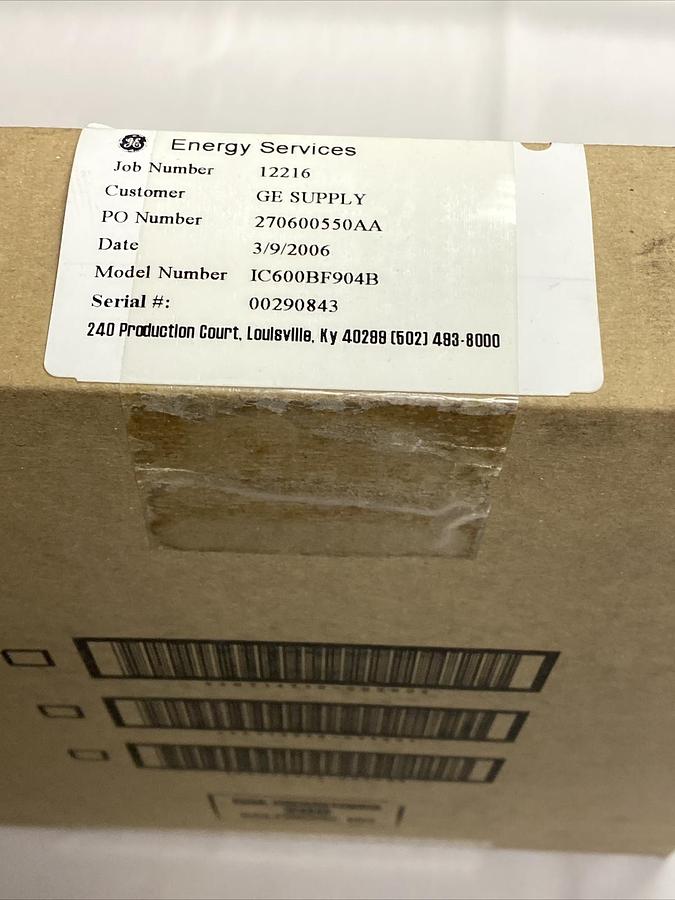 GE Energy Services
Job Number 12216
Customer GE SUPPLY
PO Number 270600550AA
Date 3/9/2006
Model Number IC600BF904B
Serial #: 00290843
240 Production Court, Louisville, Ky 40299 (502) 493-8000